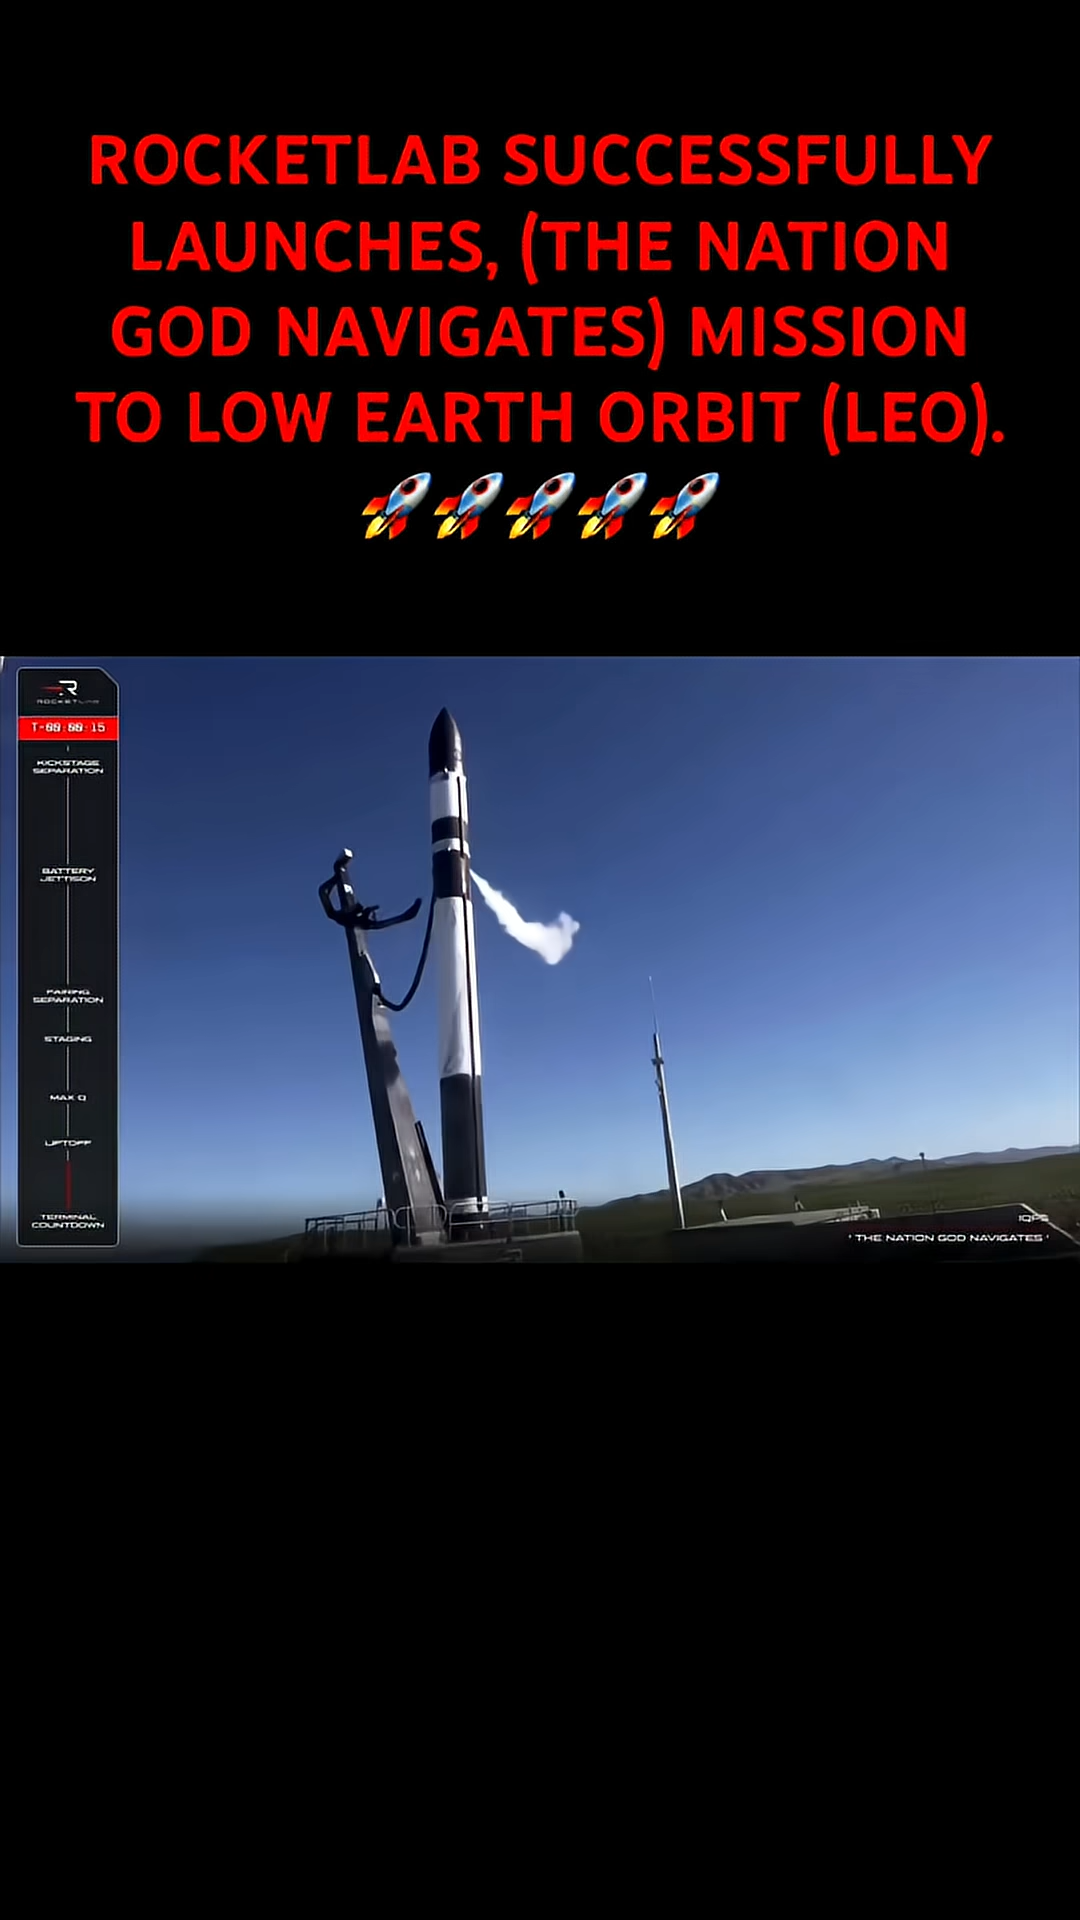 ROCKETLAB SUCCESSFULLY
LAUNCHES, (THE NATION
GOD NAVIGATES) MISSION
TO LOW EARTH ORBIT (LEO).
🚀🚀🚀🚀🚀
R
ROCKETLAB
T-00:00:15
KICKSTAGE
SEPARATION
BATTERY
JETTISON
FAIRING
SEPARATION
STAGING
MAX Q
LIFTOFF
TERMINAL
COUNTDOWN
IQPS
' THE NATION GOD NAVIGATES '